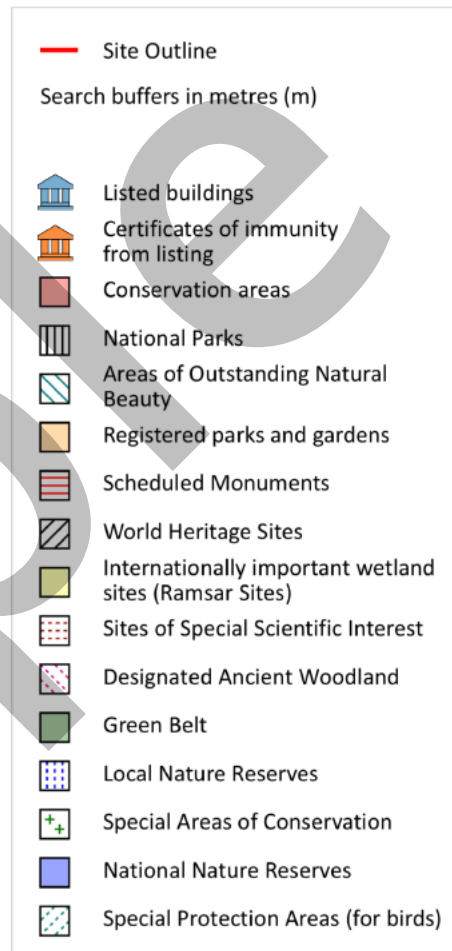 Site Outline
Search buffers in metres (m)
Listed buildings
Certificates of immunity
from listing
Conservation areas
National Parks
Areas of Outstanding Natural
Beauty
Registered parks and gardens
Scheduled Monuments
World Heritage Sites
Internationally important wetland
sites (Ramsar Sites)
Sites of Special Scientific Interest
Designated Ancient Woodland
Green Belt
Local Nature Reserves
Special Areas of Conservation
National Nature Reserves
Special Protection Areas (for birds)